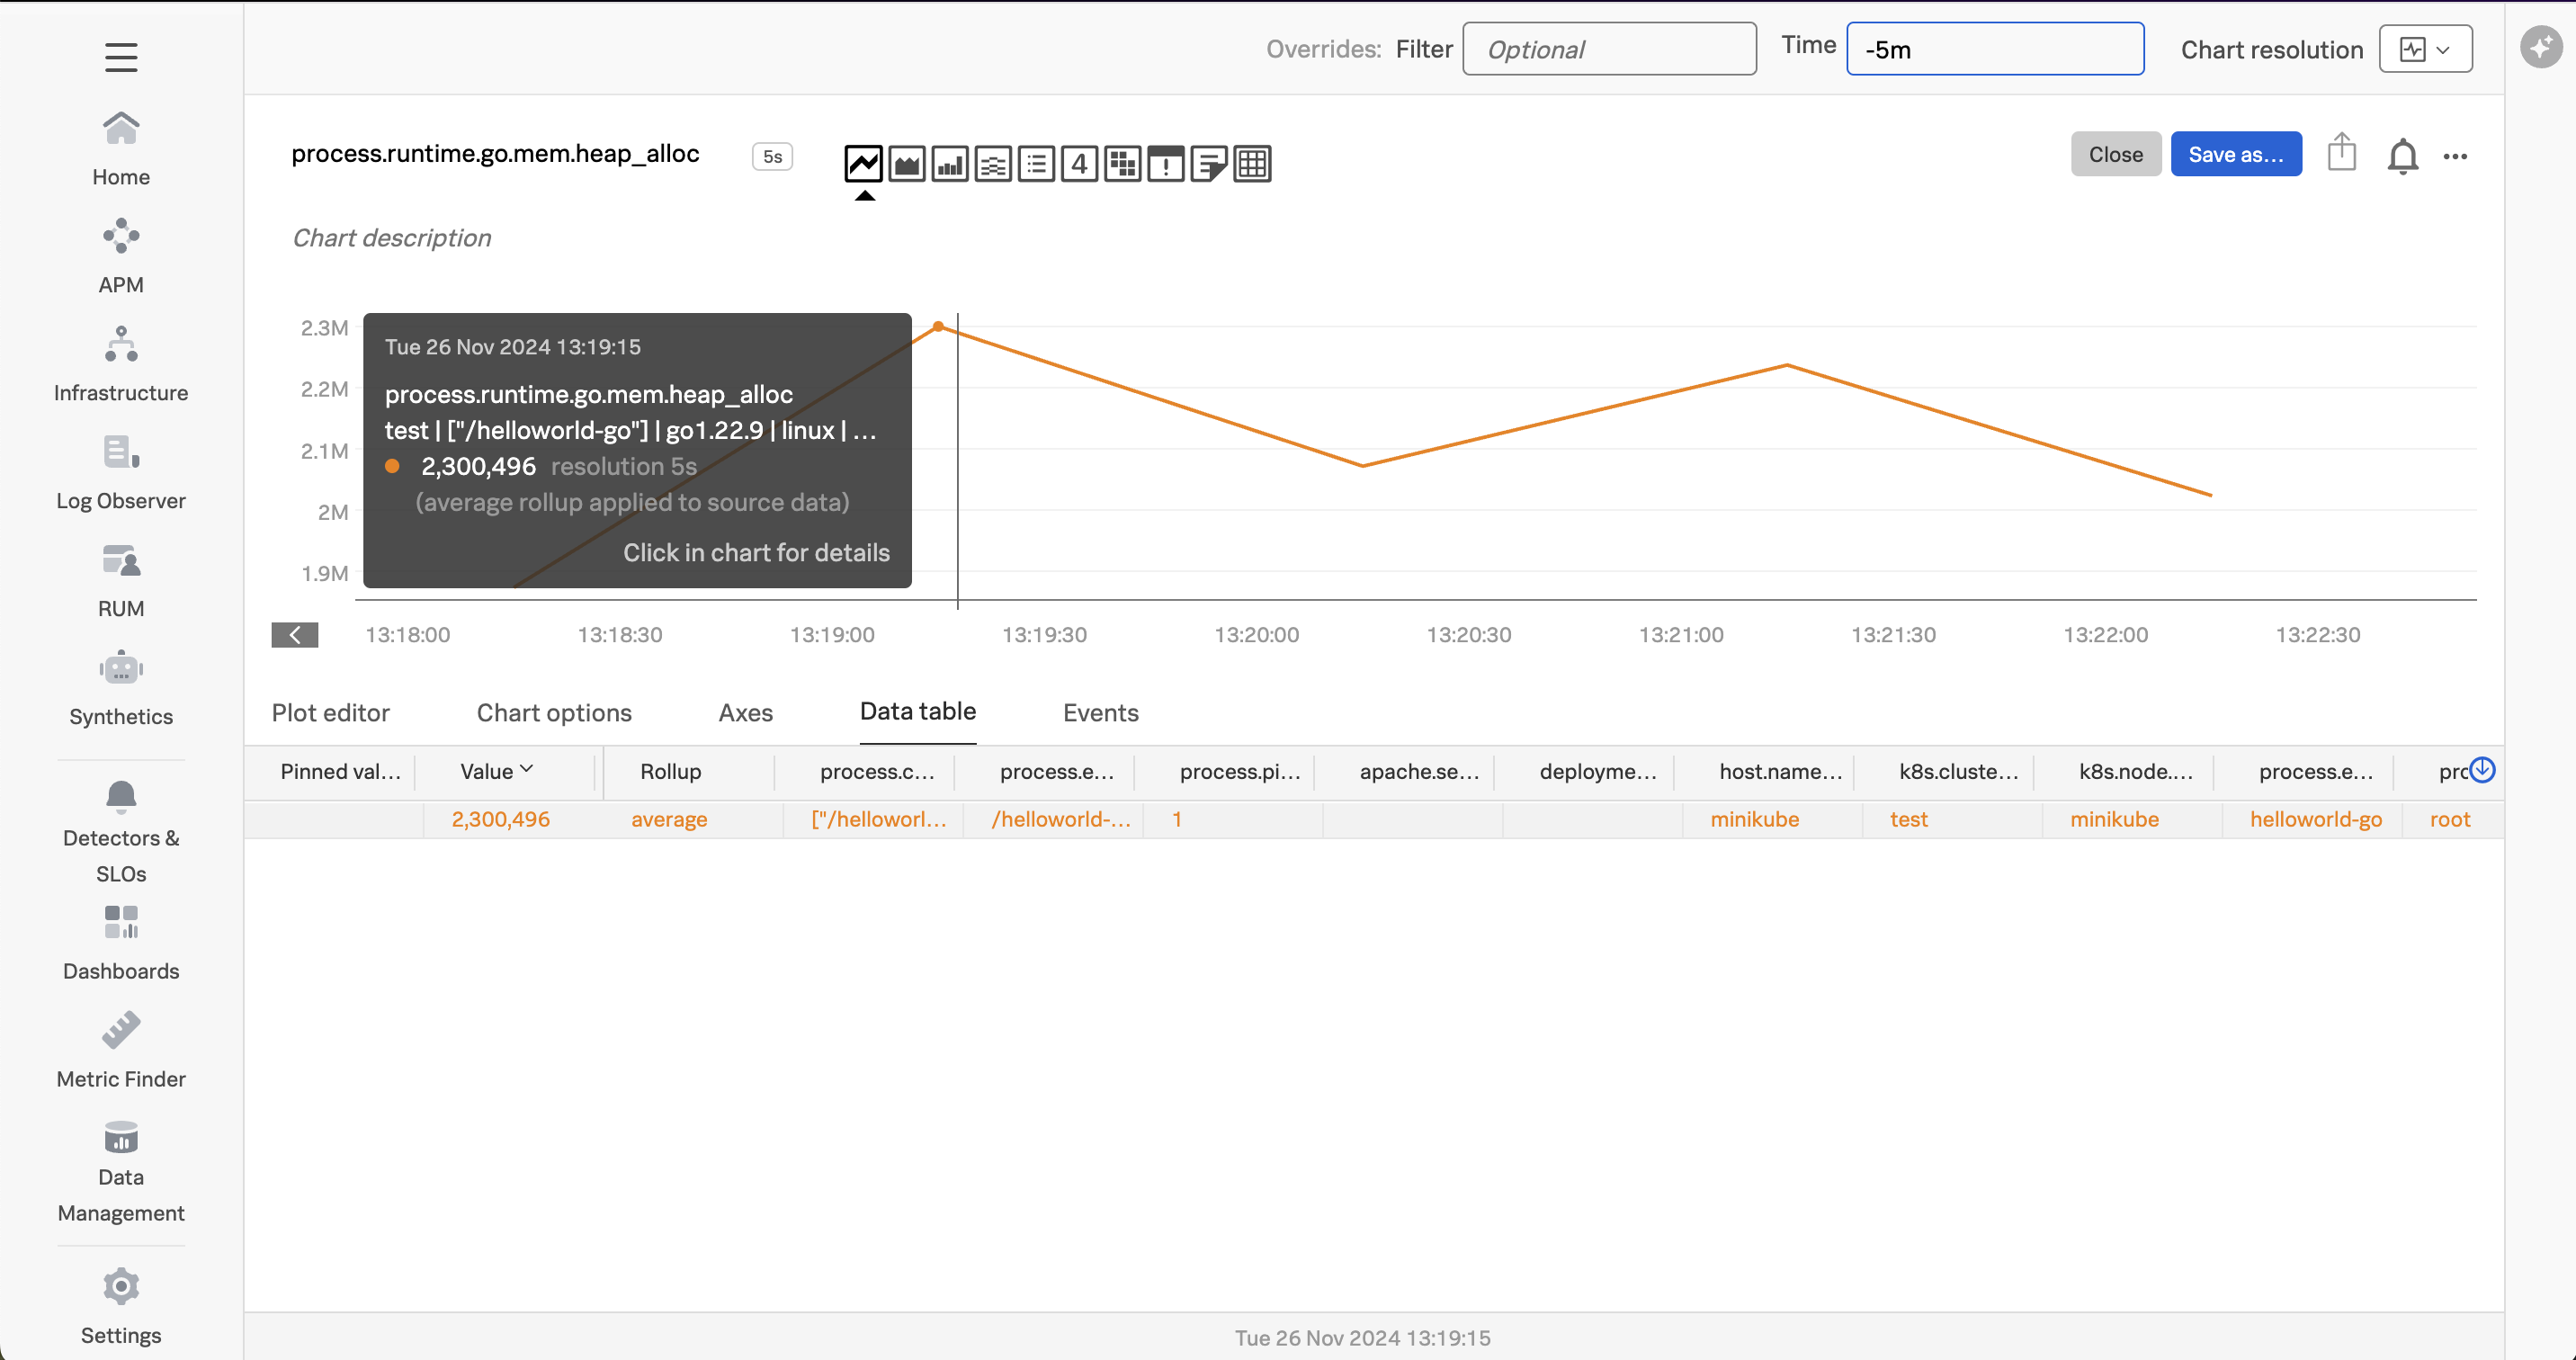 Overrides: Filter Optional Time -5m Chart resolution
Home
APM
Infrastructure
Log Observer
RUM
Synthetics
Detectors &
SLOs
Dashboards
Metric Finder
Data
Management
Settings
process.runtime.go.mem.heap_alloc 5s 4 ! Close Save as...
Chart description
2.3M
2.2M
2.1M
2M
1.9M
Tue 26 Nov 2024 13:19:15
process.runtime.go.mem.heap_alloc
test | ["/helloworld-go"] | go1.22.9 | linux | ...
2,300,496 resolution 5s
(average rollup applied to source data)
Click in chart for details
13:18:00 13:18:30 13:19:00 13:19:30 13:20:00 13:20:30 13:21:00 13:21:30 13:22:00 13:22:30
Plot editor Chart options Axes Data table Events
Pinned val... Value Rollup process.c... process.e... process.pi... apache.se... deployme... host.name... k8s.cluste... k8s.node.... process.e... prc
2,300,496 average ["/helloworl... /helloworld-... 1 minikube test minikube helloworld-go root
Tue 26 Nov 2024 13:19:15